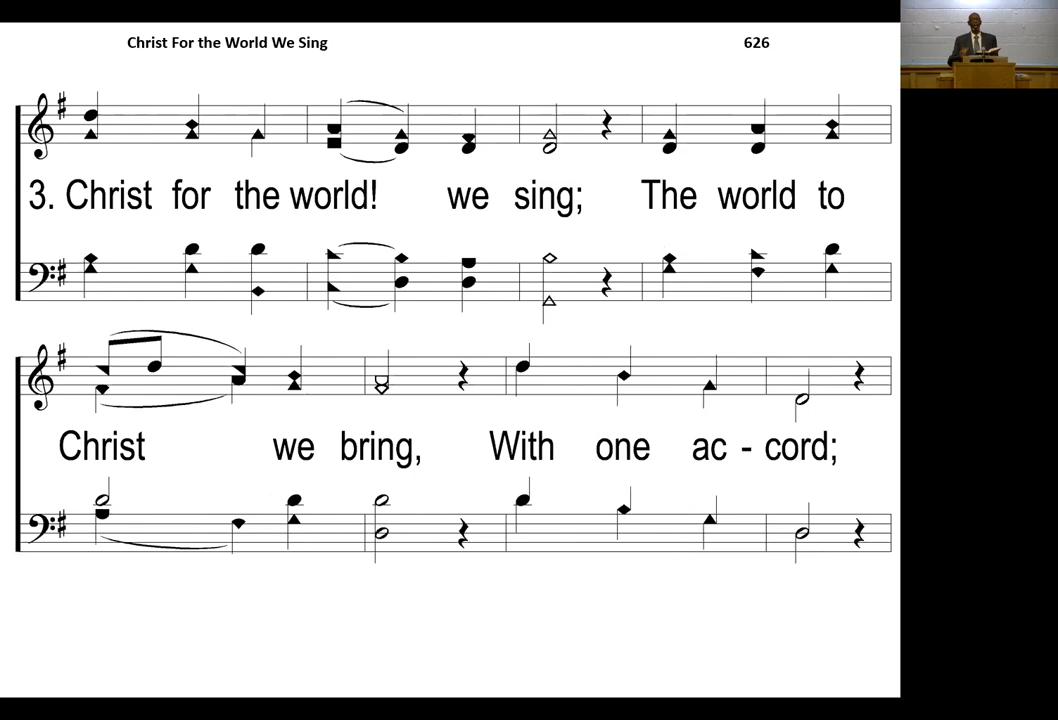 Christ For the World We Sing 626
3. Christ for the world! we sing; The world to
Christ we bring, With one ac - cord;